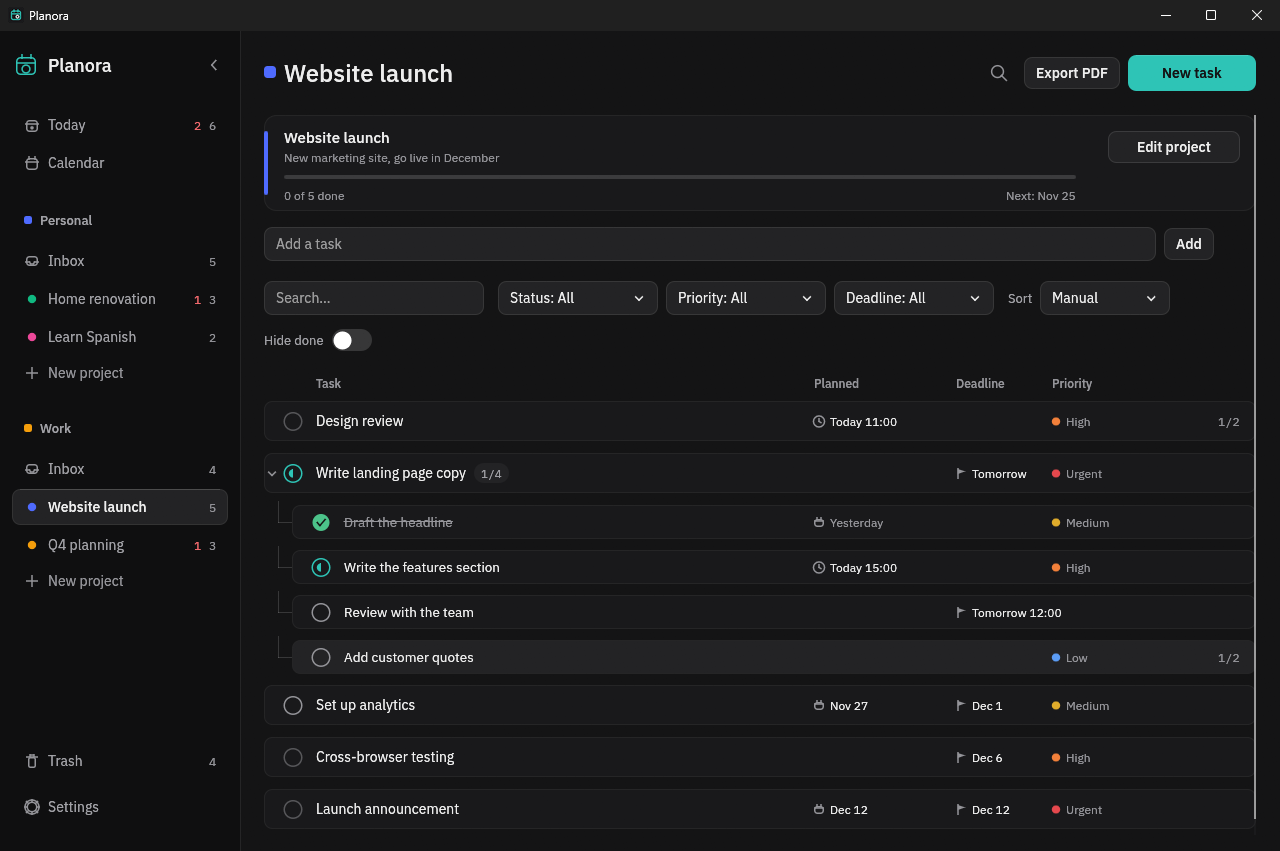 Planora
Planora
Today 2 6
Calendar
Personal
Inbox 5
Home renovation 1 3
Learn Spanish 2
New project
Work
Inbox 4
Website launch 5
Q4 planning 1 3
New project
Trash 4
Settings
Website launch
Export PDF
New task
Website launch
New marketing site, go live in December
Edit project
0 of 5 done
Next: Nov 25
Add a task
Add
Search...
Status: All
Priority: All
Deadline: All
Sort
Manual
Hide done
Task Planned Deadline Priority
Design review Today 11:00 High 1/2
Write landing page copy 1/4 Tomorrow Urgent
Draft the headline Yesterday Medium
Write the features section Today 15:00 High
Review with the team Tomorrow 12:00
Add customer quotes Low 1/2
Set up analytics Nov 27 Dec 1 Medium
Cross-browser testing Dec 6 High
Launch announcement Dec 12 Dec 12 Urgent